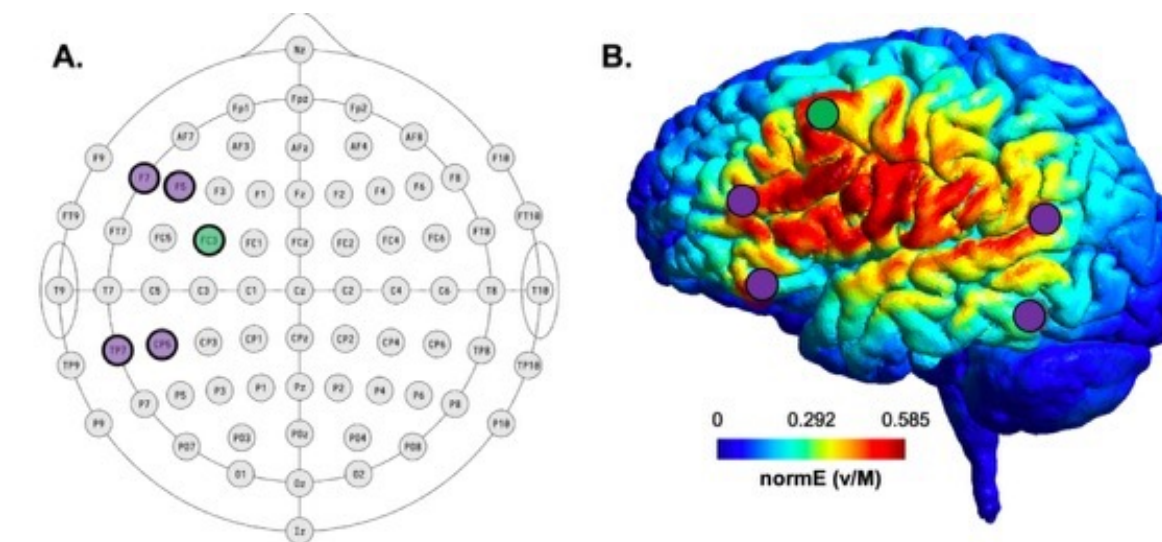 A.
Nz
Fp1 Fpz Fp2
AF7 AF3 AFz AF4 AF8
F9 F7 F5 F3 F1 Fz F2 F4 F6 F8 F10
FT9 FT7 FC5 FC3 FC1 FCz FC2 FC4 FC6 FT8 FT10
T9 T7 C5 C3 C1 Cz C2 C4 C6 T8 T10
TP9 TP7 CP5 CP3 CP1 CPz CP2 CP4 CP6 TP8 TP10
P9 P7 P5 P3 P1 Pz P2 P4 P6 P8 P10
PO7 PO3 POz PO4 PO8
O1 Oz O2
Iz
B.
0 0.292 0.585
normE (v/M)